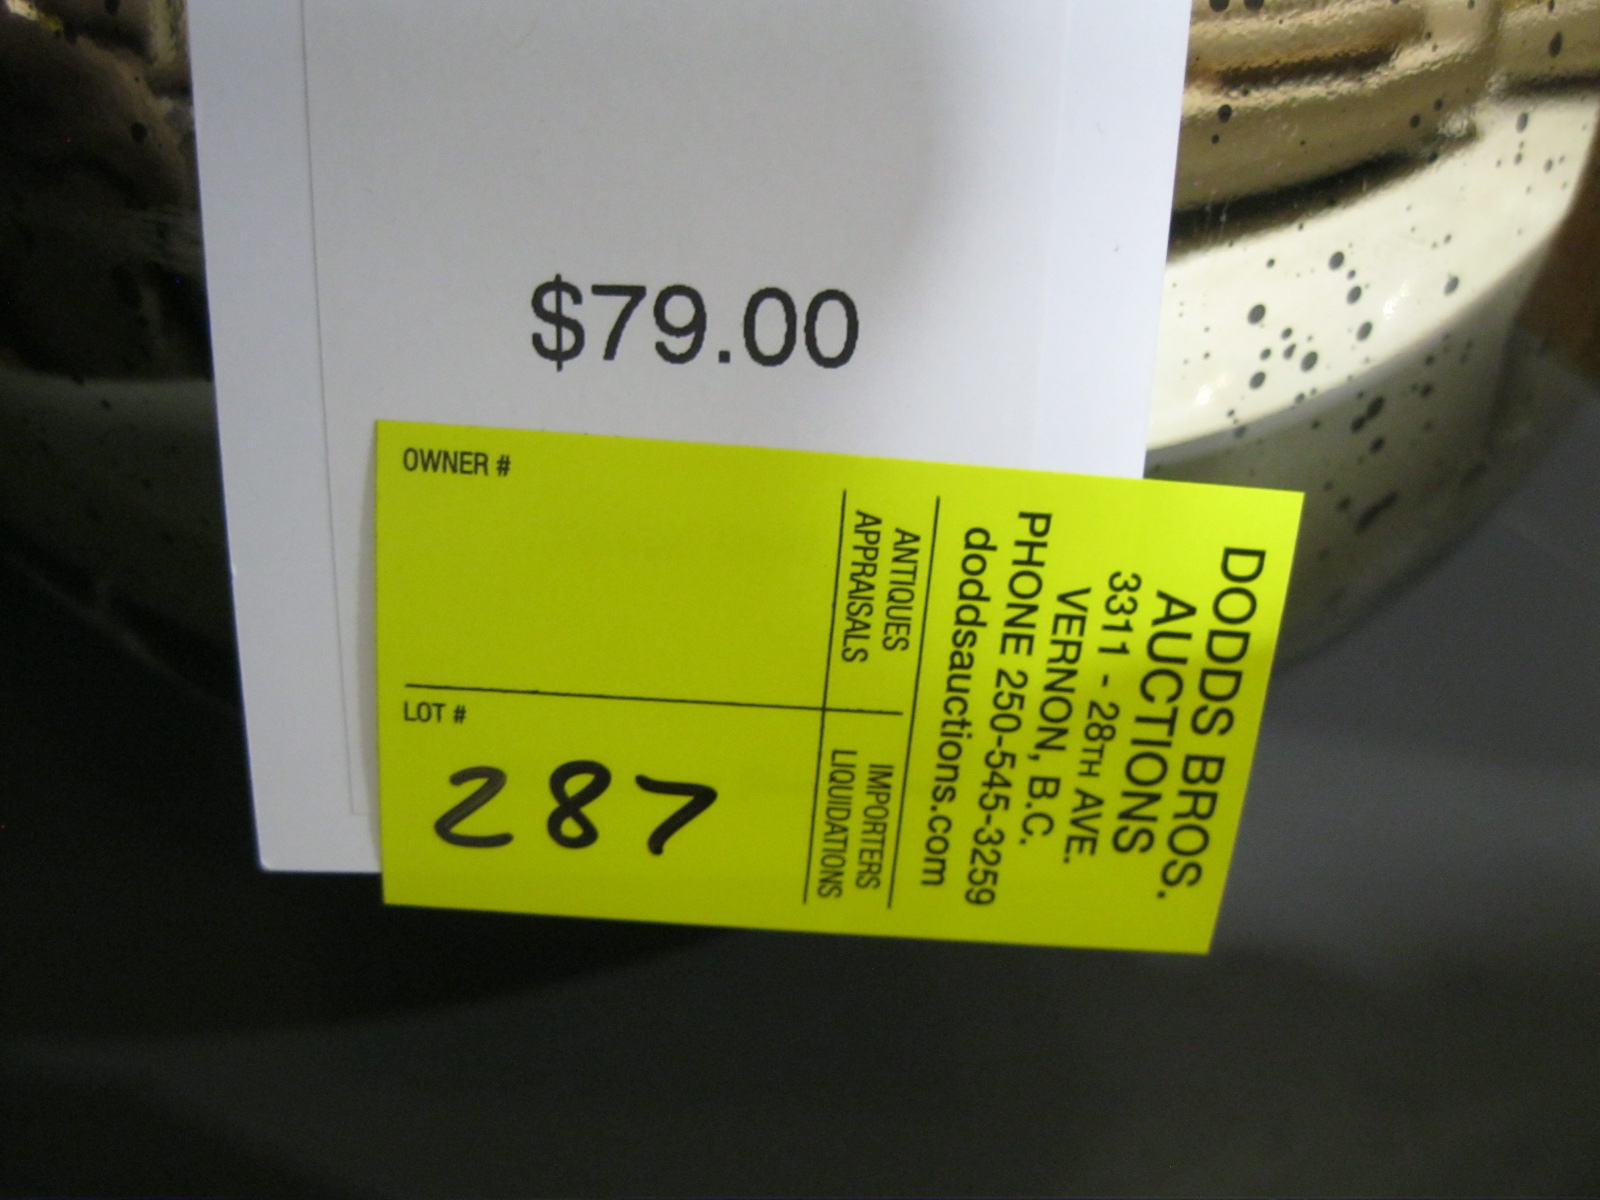 $79.00
OWNER #
LOT #
287
DODDS BROS.
AUCTIONS
3311 - 28TH AVE.
VERNON, B.C.
PHONE 250-545-3259
doddsauctions.com
ANTIQUES
APPRAISALS
IMPORTERS
LIQUIDATIONS